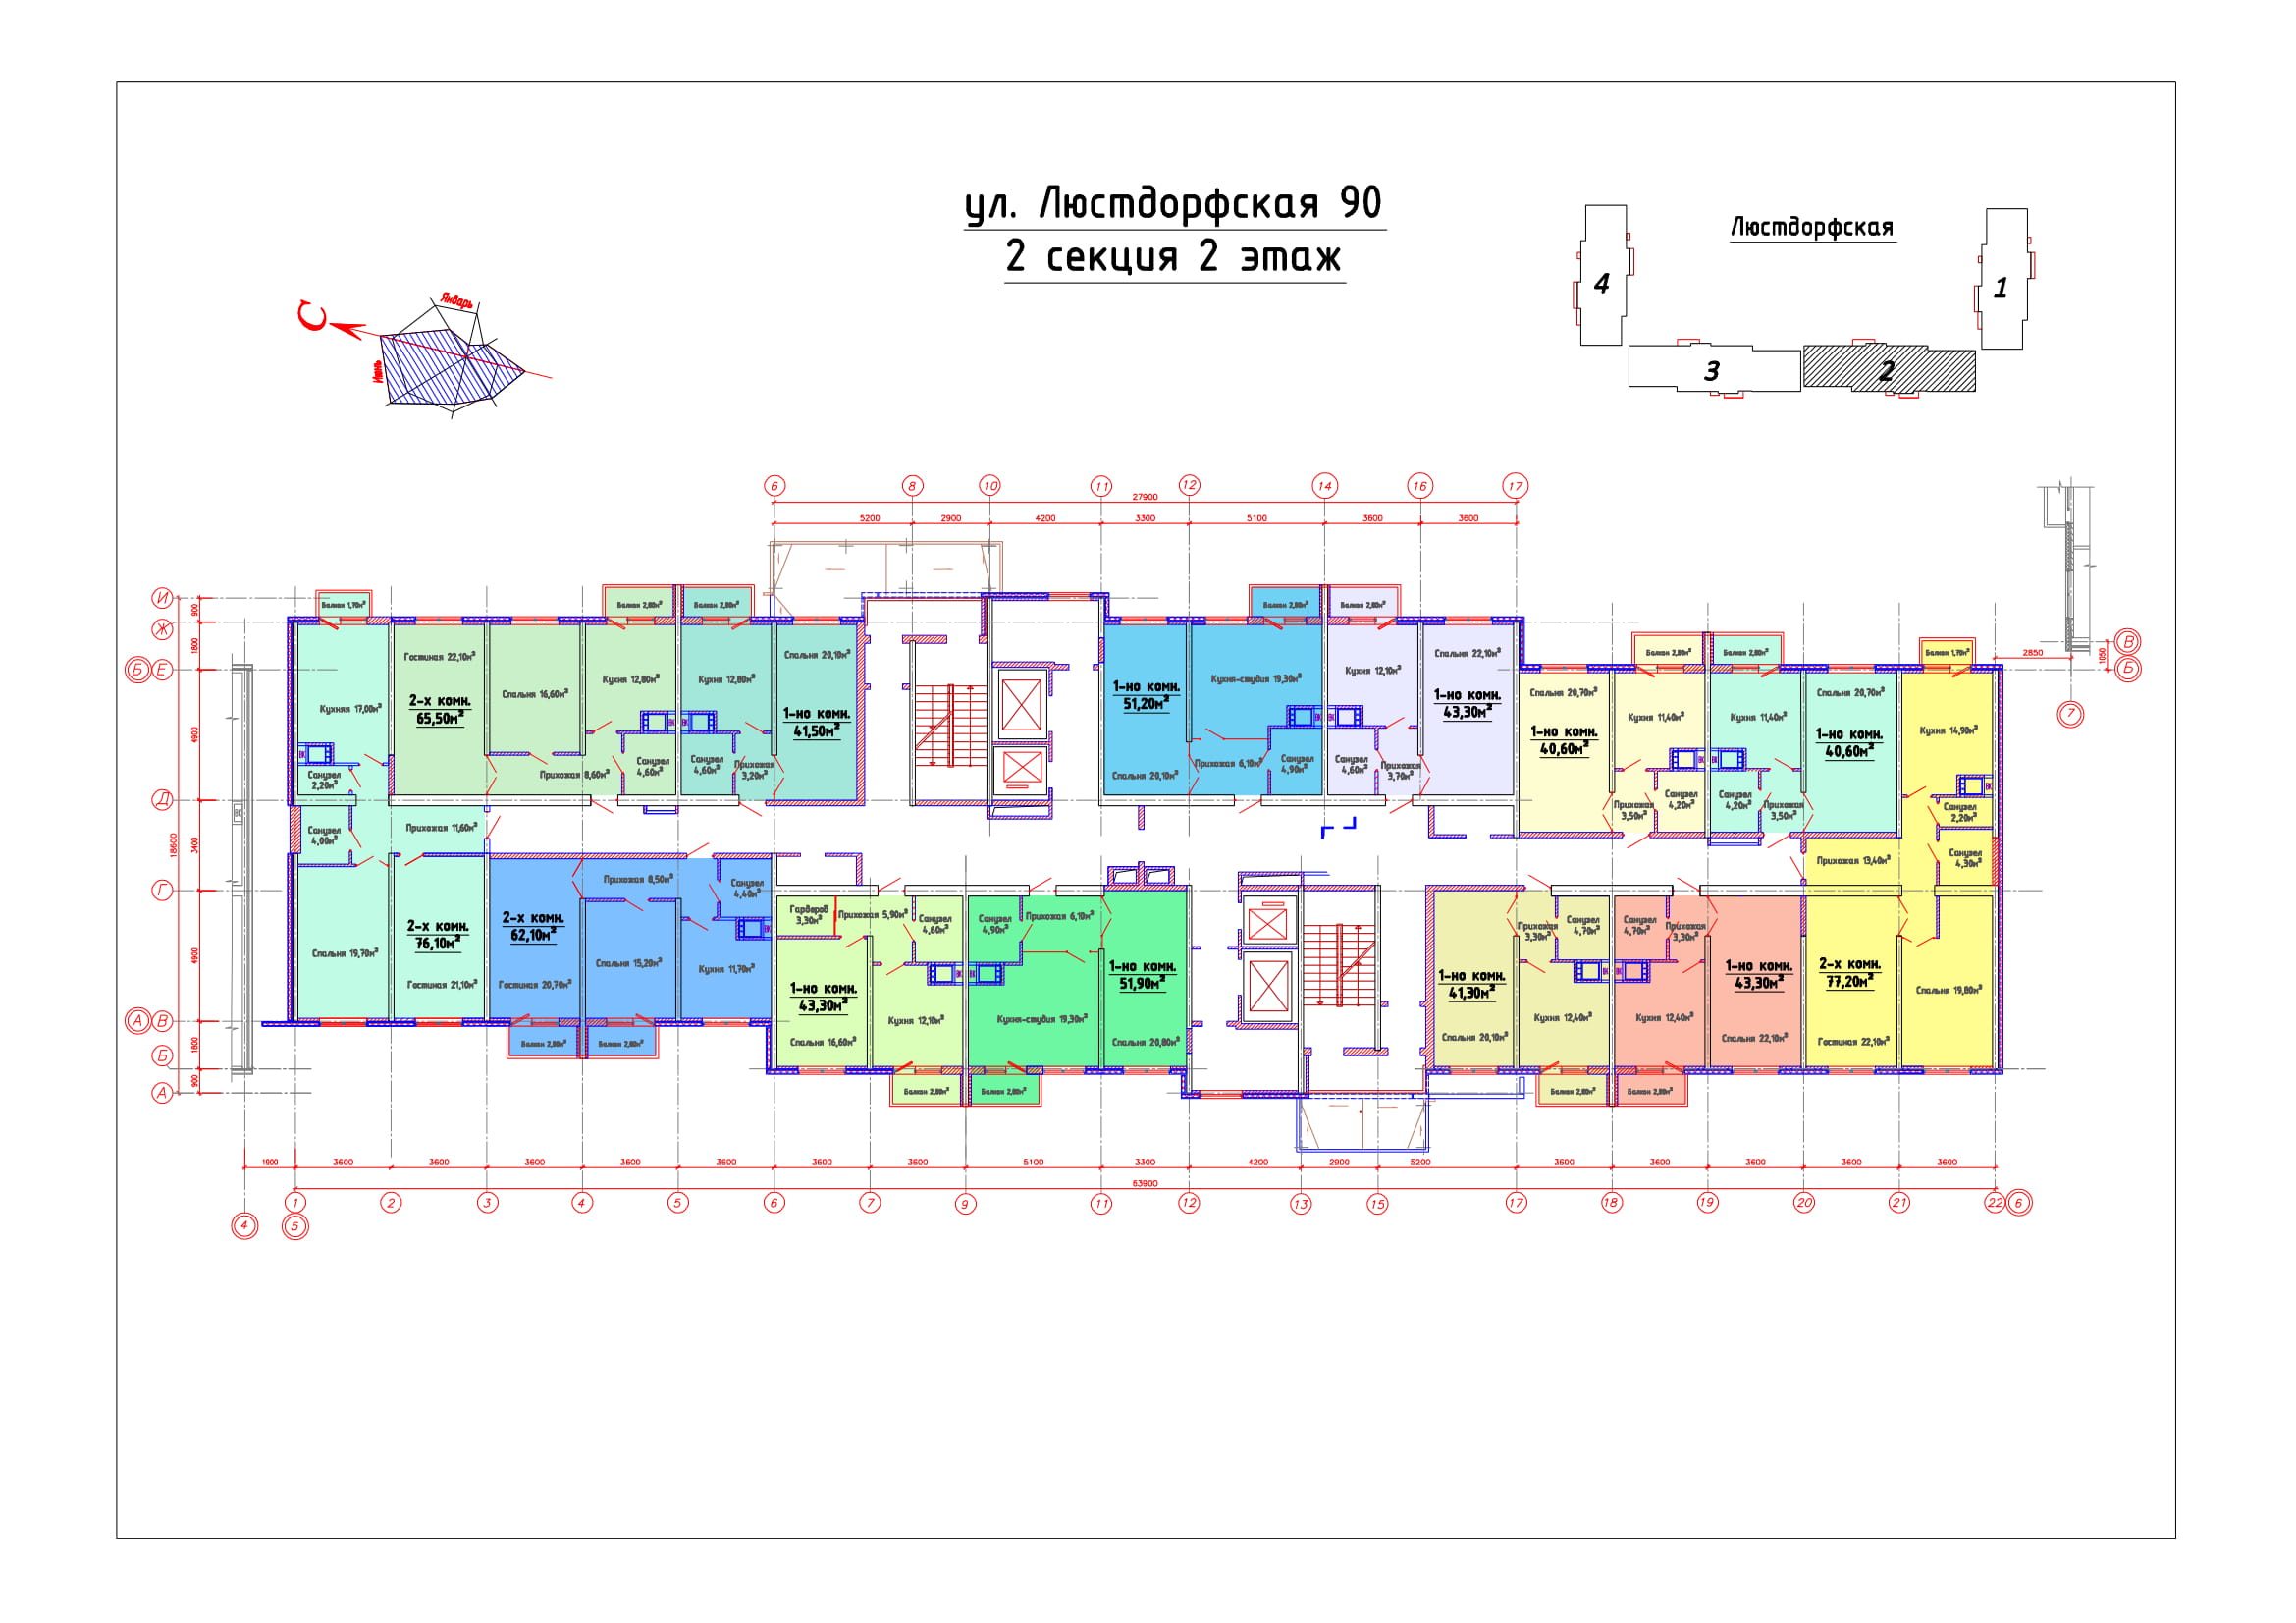 ул. Люстдорфская 90
2 секция 2 этаж
Люстдорфская
4
1
3
2
С
Январь
Июнь
6
8
10
11
12
14
16
17
27900
5200
2900
4200
3300
5100
3600
3600
И
Ж
Б
Е
Д
Г
А
В
Б
А
900
1800
4900
3400
4900
1800
900
18600
В
Б
7
2850
1050
Балкон 1,70м²
Кухняя 17,00м²
Санузел
2,20м²
Санузел
4,00м²
Прихожая 11,60м²
Спальня 19,70м²
2-х комн.
76,10м²
Гостиная 21,10м²
Гостиная 22,10м²
2-х комн.
65,50м²
Спальня 16,60м²
Балкон 2,80м²
Кухня 12,80м²
Прихожая 8,60м²
Санузел
4,60м²
Балкон 2,80м²
Кухня 12,80м²
Санузел
4,60м²
Прихожая
3,20м²
Спальня 20,10м²
1-но комн.
41,50м²
1-но комн.
51,20м²
Спальня 20,10м²
Балкон 2,80м²
Кухня-студия 19,30м²
Прихожая 6,10м²
Санузел
4,90м²
Балкон 2,80м²
Кухня 12,10м²
Санузел
4,60м²
Прихожая
3,70м²
Спальня 22,10м²
1-но комн.
43,30м²
Спальня 20,70м²
1-но комн.
40,60м²
Балкон 2,80м²
Кухня 11,40м²
Прихожая
3,50м²
Санузел
4,20м²
Балкон 2,80м²
Кухня 11,40м²
Санузел
4,20м²
Прихожая
3,50м²
Спальня 20,70м²
1-но комн.
40,60м²
Балкон 1,70м²
Кухня 14,90м²
Санузел
2,20м²
Санузел
4,30м²
Прихожая 13,40м²
2-х комн.
77,20м²
Гостиная 22,10м²
Спальня 19,80м²
Прихожая 8,50м²
Санузел
4,40м²
2-х комн.
62,10м²
Гостиная 20,70м²
Спальня 15,20м²
Кухня 11,70м²
Балкон 2,80м²
Балкон 2,80м²
Гардероб
3,30м²
Прихожая 5,90м²
Санузел
4,60м²
1-но комн.
43,30м²
Спальня 16,60м²
Кухня 12,10м²
Балкон 2,80м²
Санузел
4,90м²
Прихожая 6,10м²
1-но комн.
51,90м²
Кухня-студия 19,30м²
Спальня 20,80м²
Балкон 2,80м²
Прихожая
3,30м²
Санузел
4,70м²
1-но комн.
41,30м²
Спальня 20,10м²
Кухня 12,40м²
Балкон 2,80м²
Санузел
4,70м²
Прихожая
3,30м²
1-но комн.
43,30м²
Кухня 12,40м²
Спальня 22,10м²
Балкон 2,80м²
1900
3600
3600
3600
3600
3600
3600
3600
5100
3300
4200
2900
5200
3600
3600
3600
3600
3600
63900
1
2
3
4
5
6
7
9
11
12
13
15
17
18
19
20
21
22
6
4
5